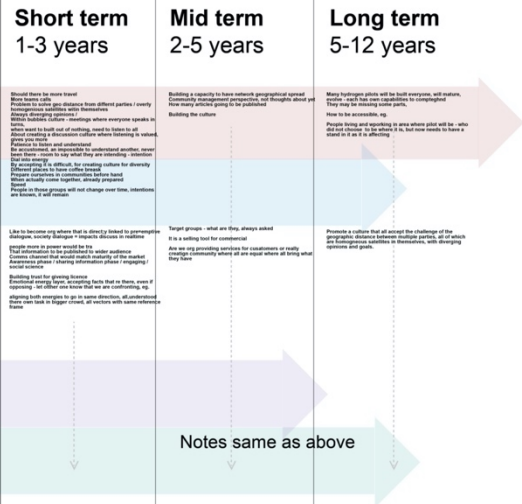 Short term
1-3 years
Mid term
2-5 years
Long term
5-12 years
Should there be more travel
More teams calls
Problem to solve geo distance from differnt parties / overly
homogenous satellites witin themselves
Always diverging opinions /
Within bubbles culture - meetings where everyone speaks in
turns,
when want to built out of nothing, need to listen to all
About creating a discussion culture where listening is valued,
gives you more
Patience to listen and understand
Be accustomed, an impossible to understand another, never
been there - room to say what they are intending - intention
Dial into energy
By accepting it is difficult, for creating culture for diversity
Different places to have coffee break
Prepare ourselves in communities before hand
When actually come together, already prepared
Speed
People in those groups will not change over time, intentions
are known, it will remain
Building a capacity to have network geographical spread
Community management perspective, not thoughts about yet
How many articles going to be published
Building the culture
Many hydrogen pilots will be built everyone, will mature,
evolve - each has own capabilities to
They may be missing some parts,
How to be accessible, eg.
People living and wporking in area where pilot will be - who
did not choose to be where it is, but now needs to have a
stand in it as it is affecting
Like to become org where that is directly linked to
dialogue, society dialogue + impacts discuss in realtime
people more in power would be tra
That information to be published to wider audience
Comms channel that would match maturity of the market
Awareness phase / sharing information phase / engaging /
social science
Building trust for giveing licence
Emotional energy layer, accepting facts that re there, even if
opposing - let other one know that we are confronting, eg.
aligning both energies to go in same direction, all,understood
there own task in bigger crowd, all vectors with same reference
frame
Target groups - what are they, always asked
It is a selling tool for commercial
Are we org providing services for cusatomers or really
creatign community where all are equal where all bring what
they have
Promote a culture that all accept the challenge of the
geographic distance between multiple parties, all of which
are homogeneous satellites in themselves, with diverging
opinions and goals.
Notes same as above